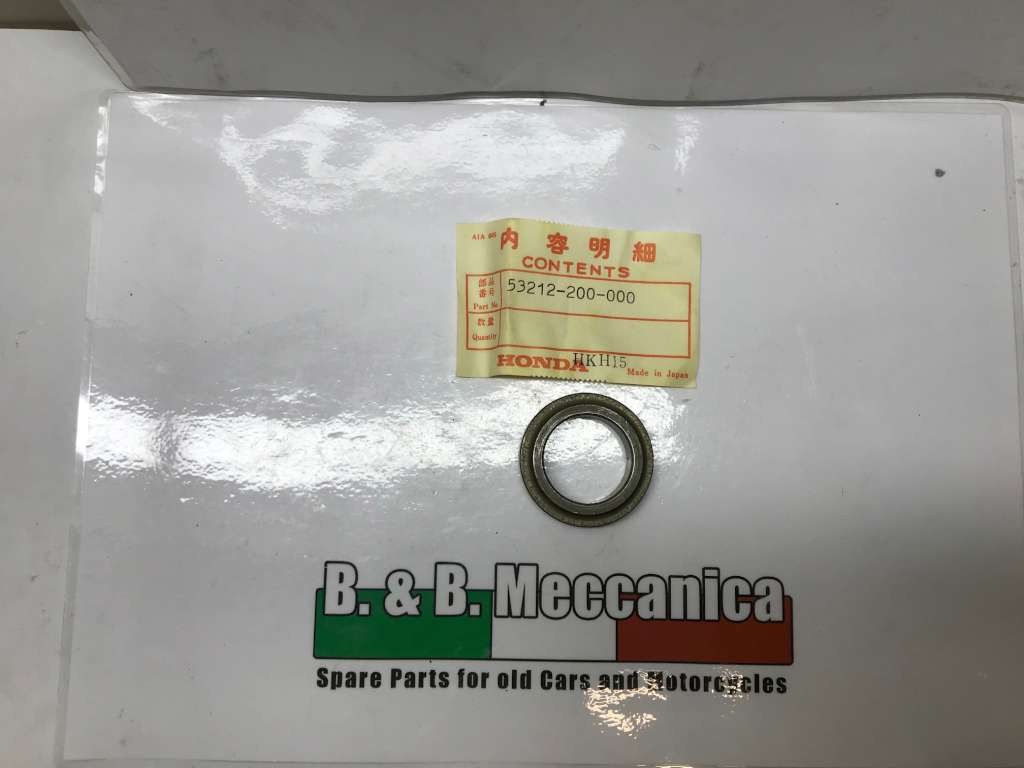 内容明細
CONTENTS
部品番号
Part No.
53212-200-000
数量
Quantity
HONDA
HKH15
Made in Japan
B. & B. Meccanica
Spare Parts for old Cars and Motorcycles